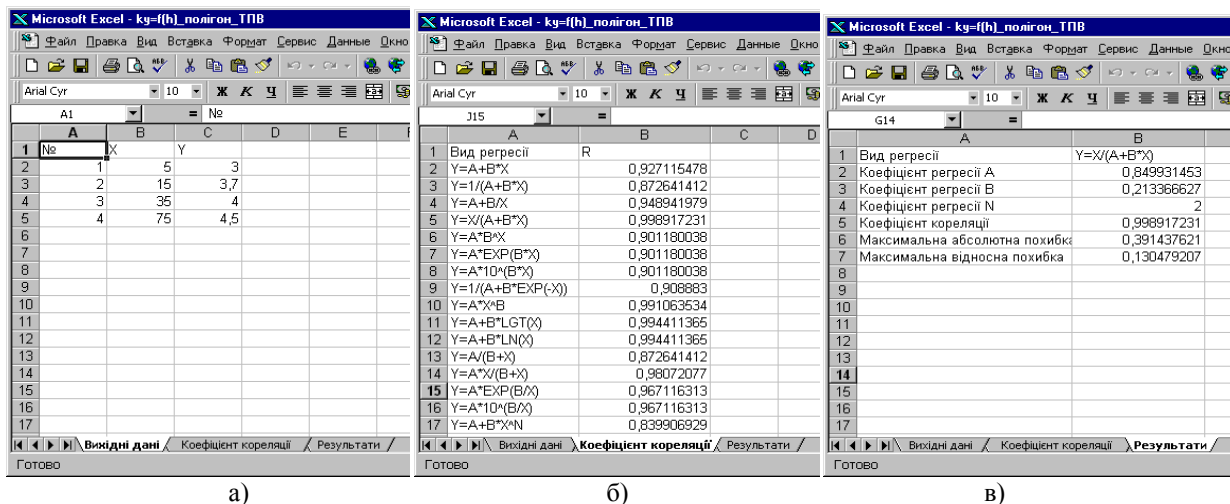 Microsoft Excel - ky=f(h)_полігон_ТПВ
Файл Правка Вид Вставка Формат Сервис Данные Окно
Arial Cyr 10 Ж К Ч
A1 = №
A B C D E
1 № X Y
2 1 5 3
3 2 15 3,7
4 3 35 4
5 4 75 4,5
6
7
8
9
10
11
12
13
14
15
16
17
Вихідні дані Коефіцієнт кореляції Результати
Готово
а)
Microsoft Excel - ky=f(h)_полігон_ТПВ
Файл Правка Вид Вставка Формат Сервис Данные Окно
Arial Cyr 10 Ж К Ч
J15 =
A B C D
1 Вид регресії R
2 Y=A+B*X 0,927115478
3 Y=1/(A+B*X) 0,872641412
4 Y=A+B/X 0,948941979
5 Y=X/(A+B*X) 0,998917231
6 Y=A*B^X 0,901180038
7 Y=A*EXP(B*X) 0,901180038
8 Y=A*10^(B*X) 0,901180038
9 Y=1/(A+B*EXP(-X)) 0,908883
10 Y=A*X^B 0,991063534
11 Y=A+B*LGT(X) 0,994411365
12 Y=A+B*LN(X) 0,994411365
13 Y=A/(B+X) 0,872641412
14 Y=A*X/(B+X) 0,98072077
15 Y=A*EXP(B/X) 0,967116313
16 Y=A*10^(B/X) 0,967116313
17 Y=A+B*X^N 0,839906929
Вихідні дані Коефіцієнт кореляції Результати
Готово
б)
Microsoft Excel - ky=f(h)_полігон_ТПВ
Файл Правка Вид Вставка Формат Сервис Данные Окно
Arial Cyr 10 Ж К Ч
G14 =
A B
1 Вид регресії Y=X/(A+B*X)
2 Коефіцієнт регресії A 0,849931453
3 Коефіцієнт регресії B 0,213366627
4 Коефіцієнт регресії N 2
5 Коефіцієнт кореляції 0,998917231
6 Максимальна абсолютна похибка 0,391437621
7 Максимальна відносна похибка 0,130479207
8
9
10
11
12
13
14
15
16
17
Вихідні дані Коефіцієнт кореляції Результати
Готово
в)